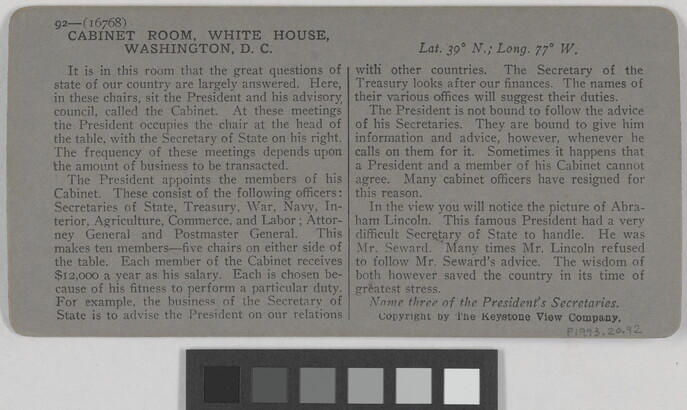 92—(16768)
CABINET ROOM, WHITE HOUSE,
WASHINGTON, D. C.
Lat. 39° N.; Long. 77° W.
It is in this room that the great questions of
state of our country are largely answered. Here,
in these chairs, sit the President and his advisory
council, called the Cabinet. At these meetings
the President occupies the chair at the head of
the table, with the Secretary of State on his right.
The frequency of these meetings depends upon
the amount of business to be transacted.
The President appoints the members of his
Cabinet. These consist of the following officers:
Secretaries of State, Treasury, War, Navy, In-
terior, Agriculture, Commerce, and Labor; Attor-
ney General and Postmaster General. This
makes ten members—five chairs on either side of
the table. Each member of the Cabinet receives
$12,000 a year as his salary. Each is chosen be-
cause of his fitness to perform a particular duty.
For example, the business of the Secretary of
State is to advise the President on our relations
with other countries. The Secretary of the
Treasury looks after our finances. The names of
their various offices will suggest their duties.
The President is not bound to follow the advice
of his Secretaries. They are bound to give him
information and advice, however, whenever he
calls on them for it. Sometimes it happens that
a President and a member of his Cabinet cannot
agree. Many cabinet officers have resigned for
this reason.
In the view you will notice the picture of Abra-
ham Lincoln. This famous President had a very
difficult Secretary of State to handle. He was
Mr. Seward. Many times Mr. Lincoln refused
to follow Mr. Seward's advice. The wisdom of
both however saved the country in its time of
greatest stress.
Name three of the President's Secretaries.
Copyright by The Keystone View Company.
F1993.20.92